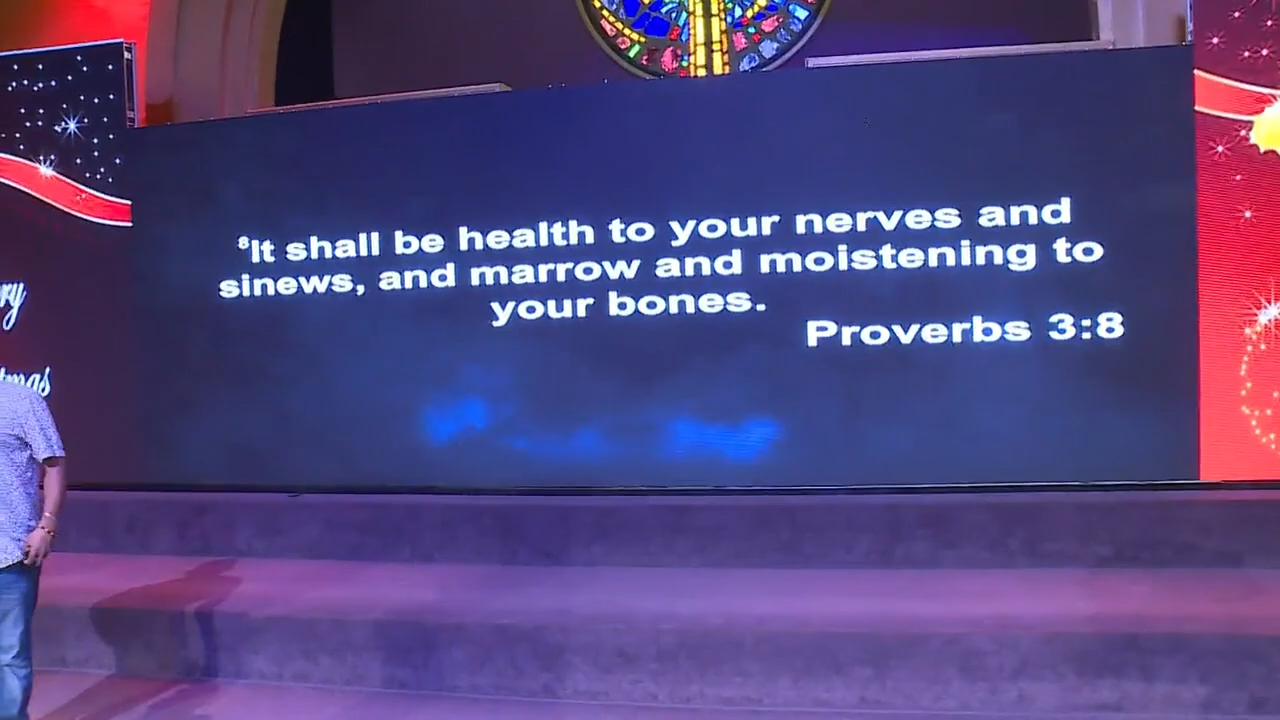 ⁸It shall be health to your nerves and
sinews, and marrow and moistening to
your bones.
Proverbs 3:8